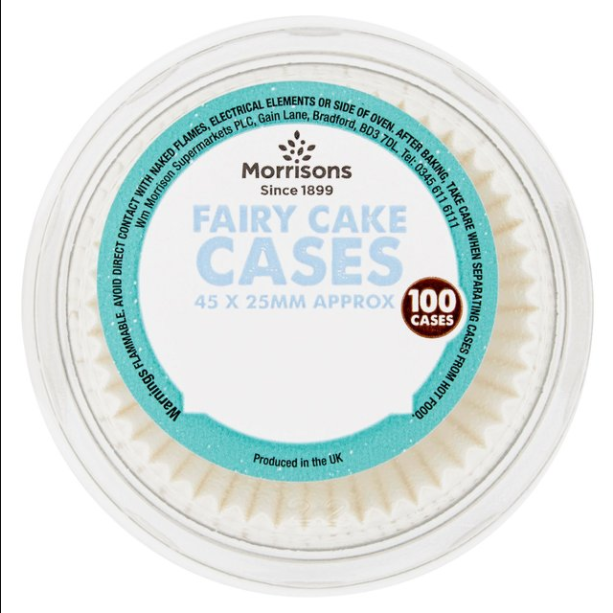 Warnings FLAMMABLE. AVOID DIRECT CONTACT WITH NAKED FLAMES, ELECTRICAL ELEMENTS OR SIDE OF OVEN. AFTER BAKING, TAKE CARE WHEN SEPARATING CASES FROM HOT FOOD.
Wm Morrison Supermarkets PLC, Gain Lane, Bradford, BD3 7DL. Tel: 0345 611 6111
Morrisons
Since 1899
FAIRY CAKE
CASES
45 X 25MM APPROX
100
CASES
Produced in the UK